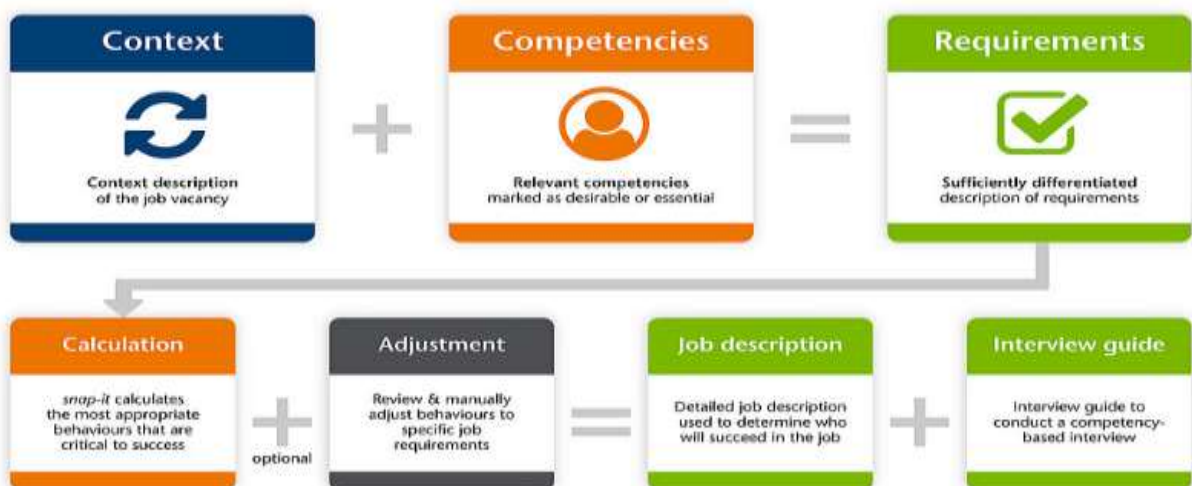 Context
Competencies
Requirements
Context description
of the job vacancy
Relevant competencies
marked as desirable or essential
Sufficiently differentiated
description of requirements
Calculation
Adjustment
Job description
Interview guide
snap-it calculates
the most appropriate
behaviours that are
critical to success
optional
Review & manually
adjust behaviours to
specific job
requirements
Detailed job description
used to determine who
will succeed in the job
Interview guide to
conduct a competency-
based interview